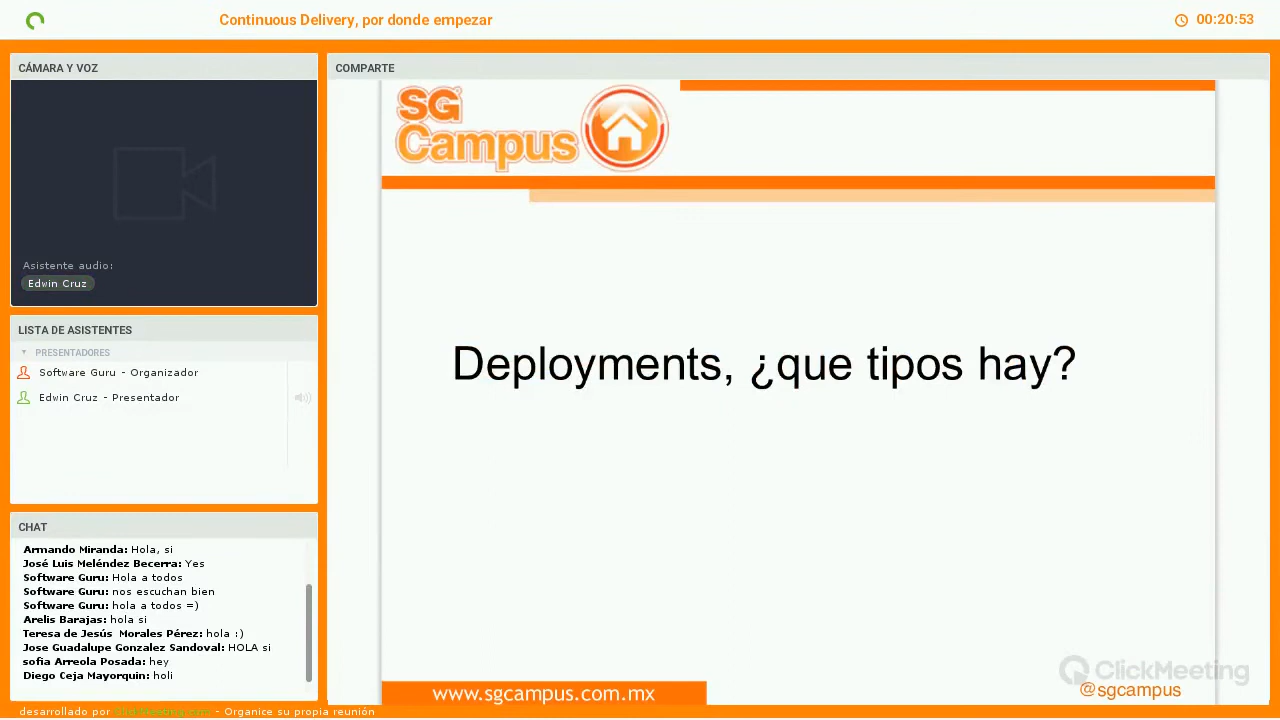 Continuous Delivery, por donde empezar
00:20:53
CÁMARA Y VOZ
Asistente audio:
Edwin Cruz
LISTA DE ASISTENTES
PRESENTADORES
Software Guru - Organizador
Edwin Cruz - Presentador
CHAT
Armando Miranda: Hola, si
José Luis Meléndez Becerra: Yes
Software Guru: Hola a todos
Software Guru: nos escuchan bien
Software Guru: hola a todos =)
Arelis Barajas: hola si
Teresa de Jesús Morales Pérez: hola :)
Jose Guadalupe Gonzalez Sandoval: HOLA si
sofia Arreola Posada: hey
Diego Ceja Mayorquin: holi
desarrollado por ClickMeeting.com - Organice su propia reunión
COMPARTE
SG
Campus
Deployments, ¿que tipos hay?
www.sgcampus.com.mx
ClickMeeting
@sgcampus